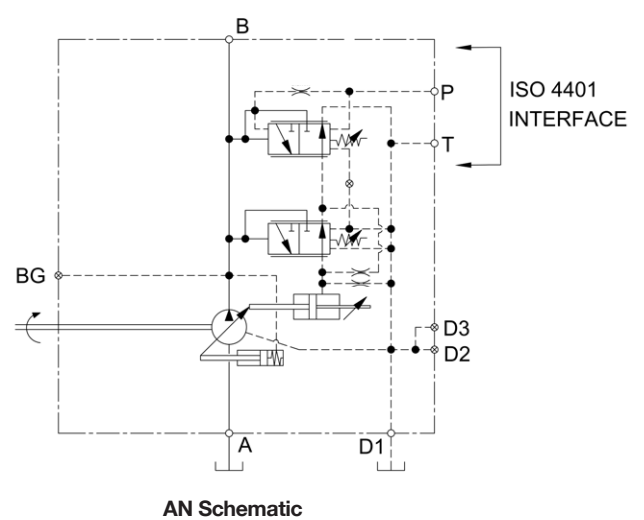 B
P
ISO 4401
INTERFACE
T
BG
D3
D2
A
D1
AN Schematic